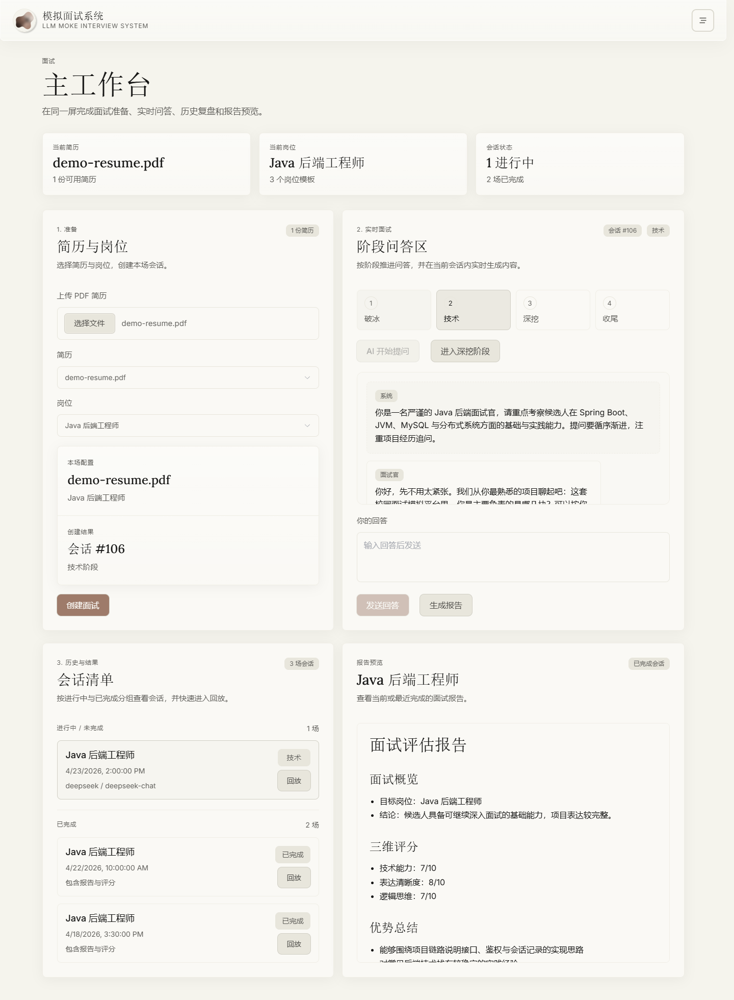 模拟面试系统
LLM MOKE INTERVIEW SYSTEM
面试
主工作台
在同一屏完成面试准备、实时问答、历史复盘和报告预览。
当前简历
demo-resume.pdf
1 份可用简历
当前岗位
Java 后端工程师
3 个岗位模板
会话状态
1 进行中
2 场已完成
1. 准备
1 份简历
简历与岗位
选择简历与岗位，创建本场会话。
上传 PDF 简历
选择文件 demo-resume.pdf
简历
demo-resume.pdf
岗位
Java 后端工程师
本场配置
demo-resume.pdf
Java 后端工程师
创建结果
会话 #106
技术阶段
创建面试
2. 实时面试
会话 #106 技术
阶段问答区
按阶段推进问答，并在当前会话内实时生成内容。
1
破冰
2
技术
3
深挖
4
收尾
AI 开始提问 进入深挖阶段
系统
你是一名严谨的 Java 后端面试官，请重点考察候选人在 Spring Boot、
JVM、MySQL 与分布式系统方面的基础与实践能力。提问要循序渐进，注
重项目经历追问。
面试官
你好，先不用太紧张。我们从你最熟悉的项目聊起吧：这套
校园面试模拟平台里，你是主要负责的是哪几块？可以按你
你的回答
输入回答后发送
发送回答 生成报告
3. 历史与结果
3 场会话
会话清单
按进行中与已完成分组查看会话，并快速进入回放。
进行中 / 未完成 1 场
Java 后端工程师
技术
4/23/2026, 2:00:00 PM
deepseek / deepseek-chat
回放
已完成 2 场
Java 后端工程师
已完成
4/22/2026, 10:00:00 AM
包含报告与评分
回放
Java 后端工程师
已完成
4/18/2026, 3:30:00 PM
包含报告与评分
回放
报告预览
已完成会话
Java 后端工程师
查看当前或最近完成的面试报告。
面试评估报告
面试概览
目标岗位：Java 后端工程师
结论：候选人具备可继续深入面试的基础能力，项目表达较完整。
三维评分
技术能力：7/10
表达清晰度：8/10
逻辑思维：7/10
优势总结
能够围绕项目链路说明接口、鉴权与会话记录的实现思路